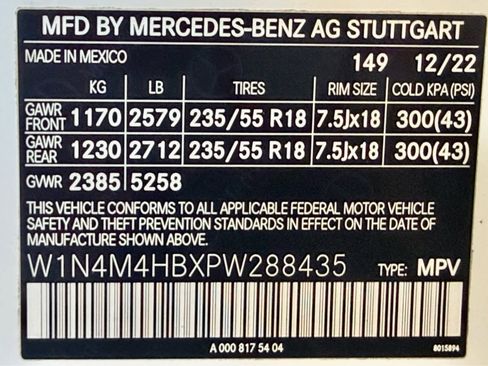 MFD BY MERCEDES-BENZ AG STUTTGART
MADE IN MEXICO 149 12/22
KG LB TIRES RIM SIZE COLD KPA (PSI)
GAWR FRONT 1170 2579 235/55 R18 7.5Jx18 300(43)
GAWR REAR 1230 2712 235/55 R18 7.5Jx18 300(43)
GVWR 2385 5258
THIS VEHICLE CONFORMS TO ALL APPLICABLE FEDERAL MOTOR VEHICLE
SAFETY AND THEFT PREVENTION STANDARDS IN EFFECT ON THE DATE OF
MANUFACTURE SHOWN ABOVE.
W1N4M4HBXPW288435 TYPE: MPV
A 000 817 54 04 8015894